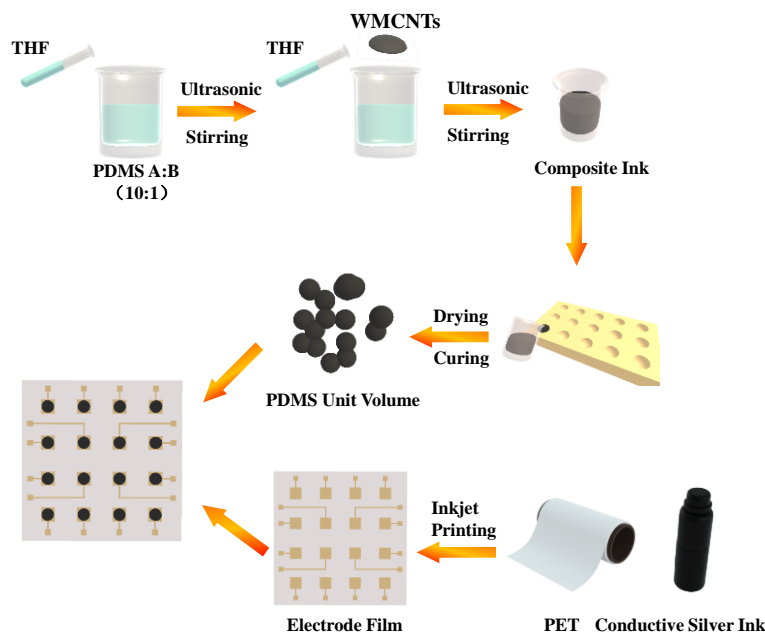 WMCNTs
THF
THF
Ultrasonic
Stirring
Ultrasonic
Stirring
PDMS A:B
（10:1）
Composite Ink
Drying
Curing
PDMS Unit Volume
Inkjet
Printing
Electrode Film
PET
Conductive Silver Ink